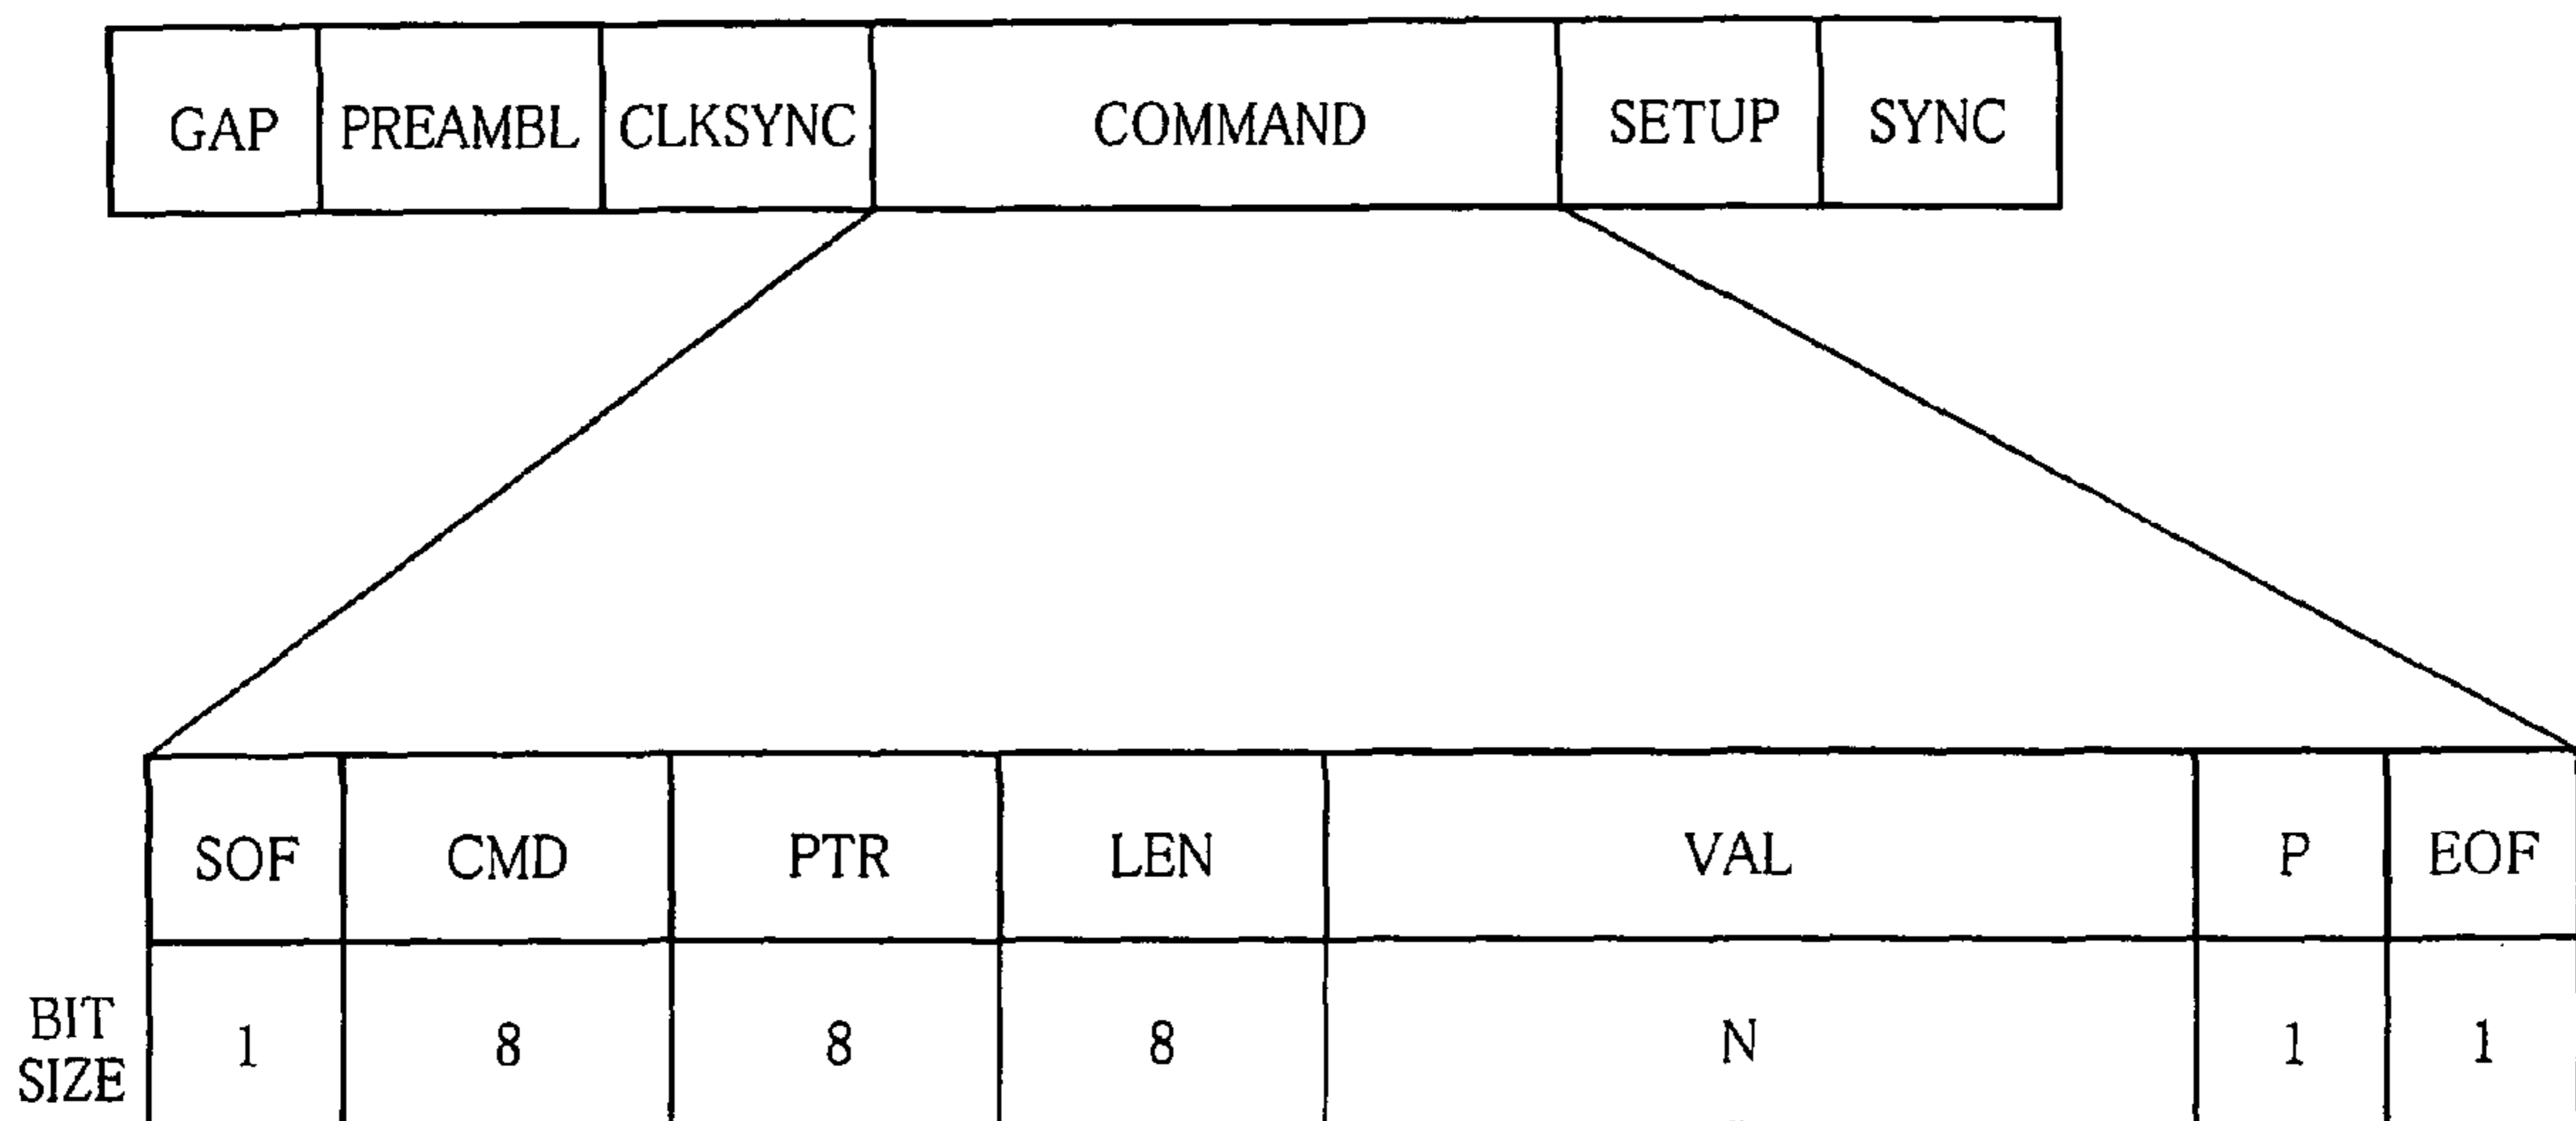 GAP PREAMBL CLKSYNC COMMAND SETUP SYNC
SOF CMD PTR LEN VAL P EOF
BIT
SIZE 1 8 8 8 N 1 1